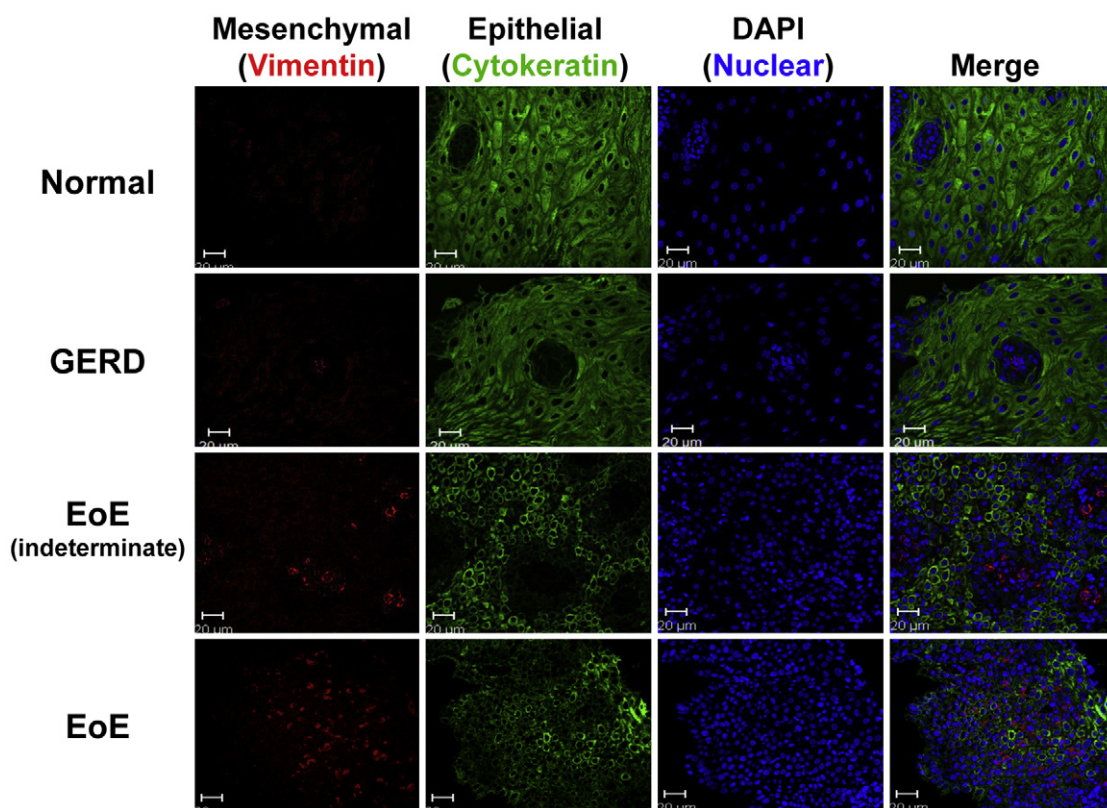 Mesenchymal
(Vimentin)
Epithelial
(Cytokeratin)
DAPI
(Nuclear)
Merge
Normal
20 µm
20 µm
20 µm
20 µm
GERD
20 µm
20 µm
20 µm
20 µm
EoE
(indeterminate)
20 µm
20 µm
20 µm
20 µm
EoE
20 µm
20 µm
20 µm